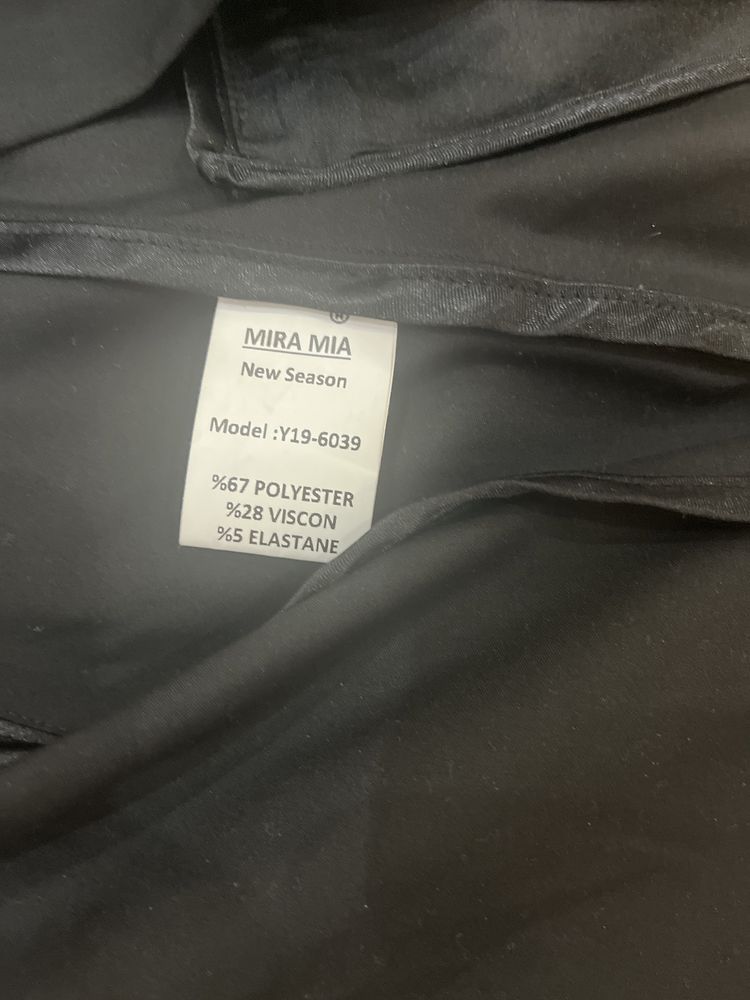 ®
MIRA MIA
New Season
Model :Y19-6039
%67 POLYESTER
%28 VISCON
%5 ELASTANE